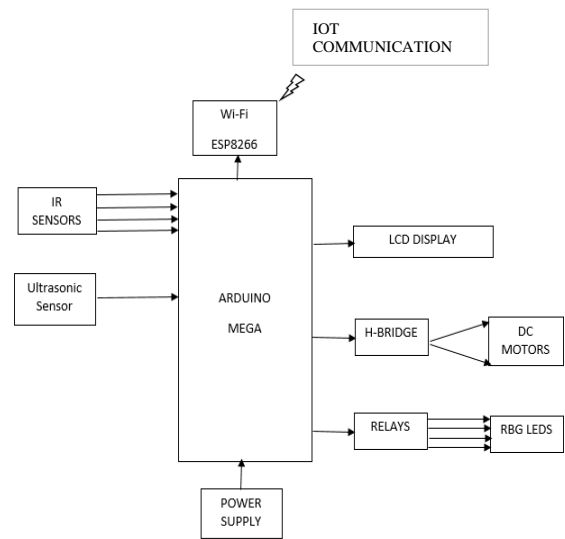 IOT
COMMUNICATION
Wi-Fi
ESP8266
IR
SENSORS
LCD DISPLAY
Ultrasonic
Sensor
ARDUINO
MEGA
H-BRIDGE
DC
MOTORS
RELAYS
RBG LEDS
POWER
SUPPLY